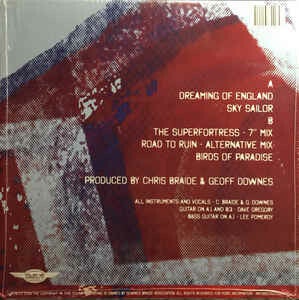 A
DREAMING OF ENGLAND
SKY SAILOR
B
THE SUPERFORTRESS - 7" MIX
ROAD TO RUIN - ALTERNATIVE MIX
BIRDS OF PARADISE
PRODUCED BY CHRIS BRAIDE & GEOFF DOWNES
ALL INSTRUMENTS AND VOCALS - C. BRAIDE & G. DOWNES
GUITAR ON A1 AND B3 - DAVE GREGORY
BASS GUITAR ON A1 - LEE POMEROY